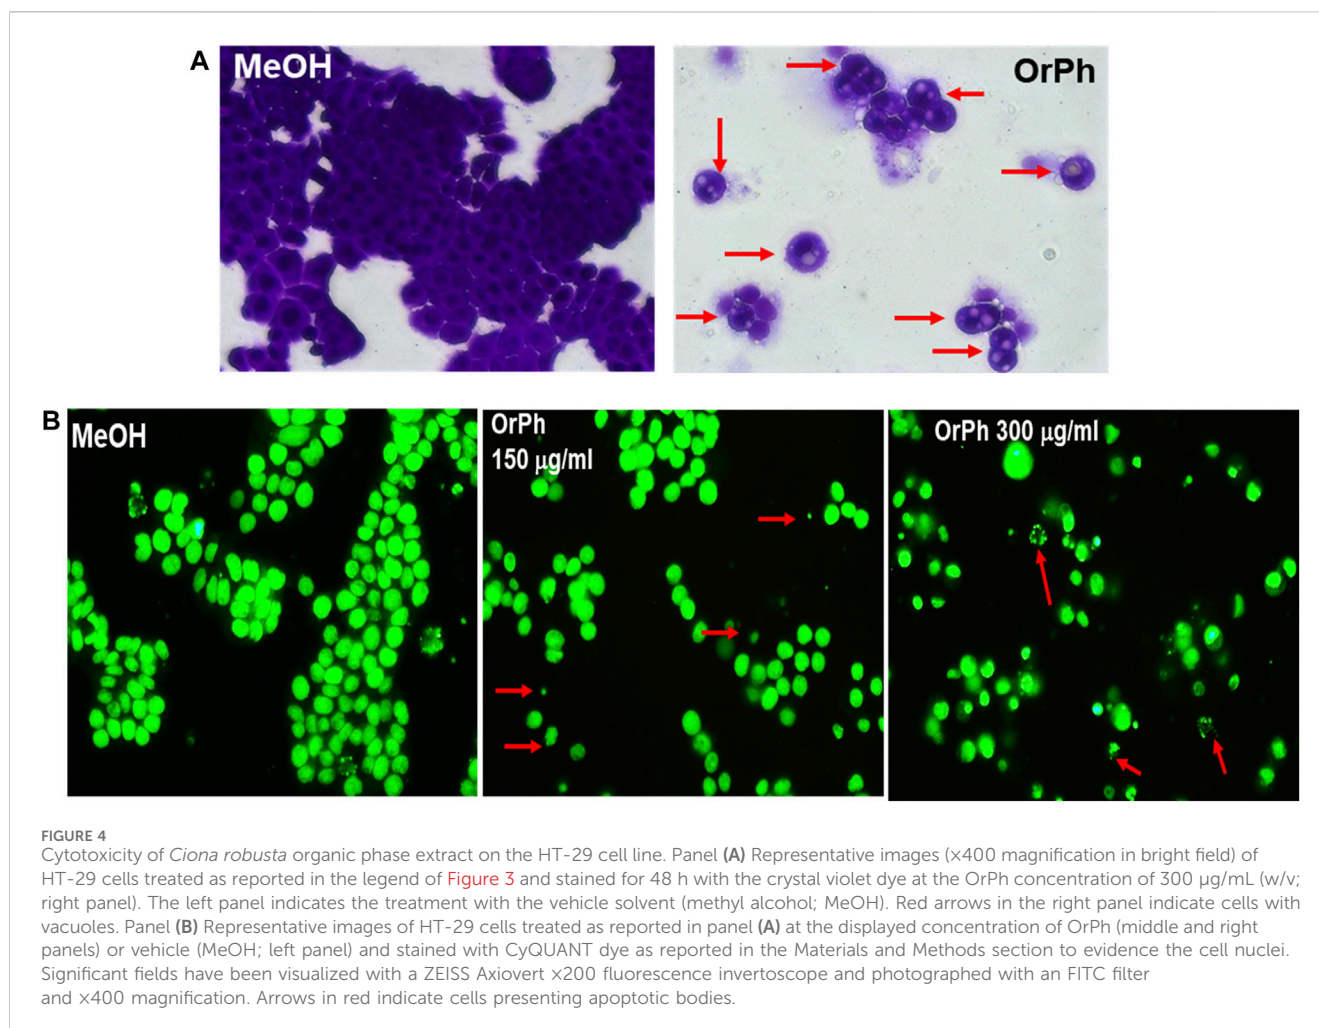 A
MeOH
OrPh
B
MeOH
OrPh
150 μg/ml
OrPh 300 μg/ml
FIGURE 4
Cytotoxicity of Ciona robusta organic phase extract on the HT-29 cell line. Panel (A) Representative images (×400 magnification in bright field) of
HT-29 cells treated as reported in the legend of Figure 3 and stained for 48 h with the crystal violet dye at the OrPh concentration of 300 μg/mL (w/v;
right panel). The left panel indicates the treatment with the vehicle solvent (methyl alcohol; MeOH). Red arrows in the right panel indicate cells with
vacuoles. Panel (B) Representative images of HT-29 cells treated as reported in panel (A) at the displayed concentration of OrPh (middle and right
panels) or vehicle (MeOH; left panel) and stained with CyQUANT dye as reported in the Materials and Methods section to evidence the cell nuclei.
Significant fields have been visualized with a ZEISS Axiovert ×200 fluorescence invertoscope and photographed with an FITC filter
and ×400 magnification. Arrows in red indicate cells presenting apoptotic bodies.